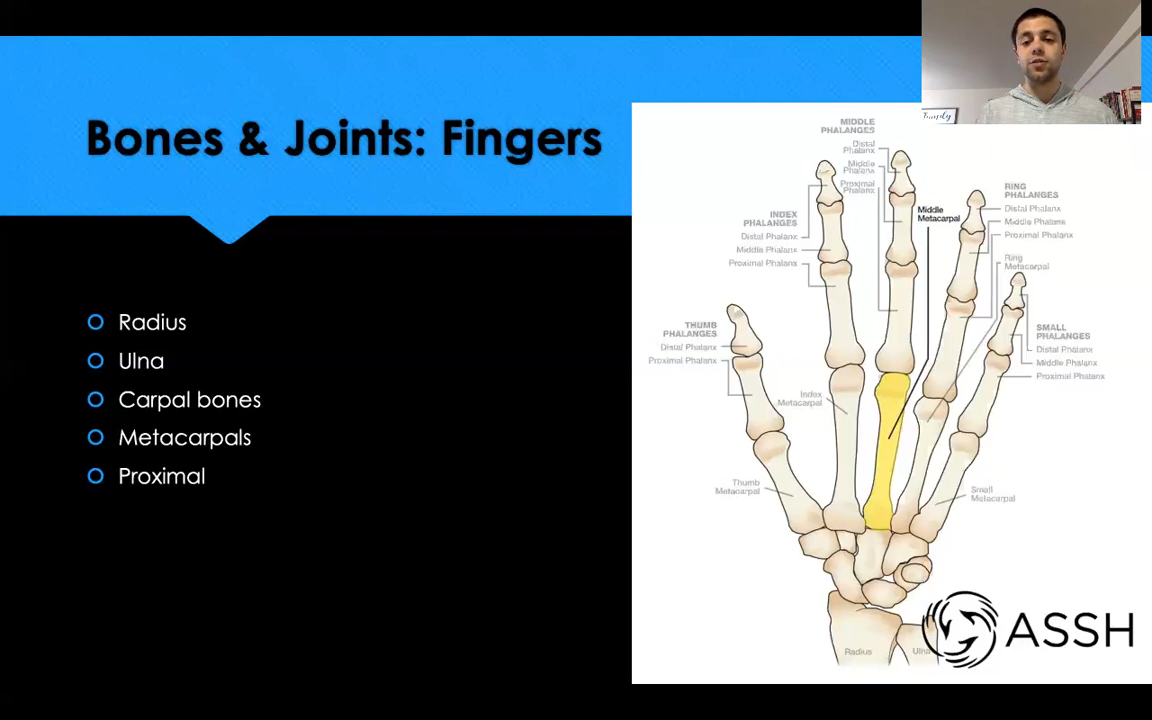 Bones & Joints: Fingers
Radius
Ulna
Carpal bones
Metacarpals
Proximal
MIDDLE
PHALANGES
Distal
Phalanx
Middle
Phalanx
Proximal
Phalanx
INDEX
PHALANGES
Distal Phalanx
Middle Phalanx
Proximal Phalanx
Middle
Metacarpal
RING
PHALANGES
Distal Phalanx
Middle Phalanx
Proximal Phalanx
Ring
Metacarpal
THUMB
PHALANGES
Distal Phalanx
Proximal Phalanx
SMALL
PHALANGES
Distal Phalanx
Middle Phalanx
Proximal Phalanx
Index
Metacarpal
Thumb
Metacarpal
Small
Metacarpal
Radius
Ulna
ASSH